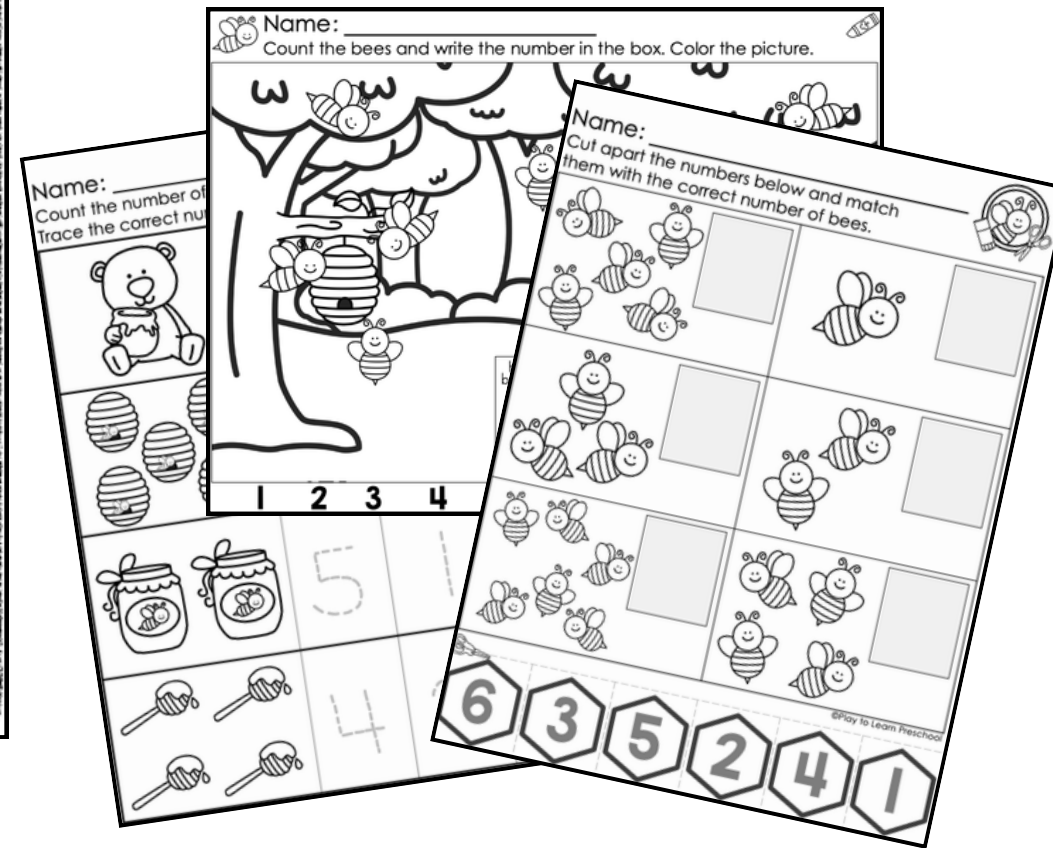 Name:
Count the bees and write the number in the box. Color the picture.
1 2 3 4
Name:
Count the number of
Trace the correct
5 1
4
Name:
Cut apart the numbers below and match
them with the correct number of bees.
©Play to Learn Preschool
6 3 5 2 4 1